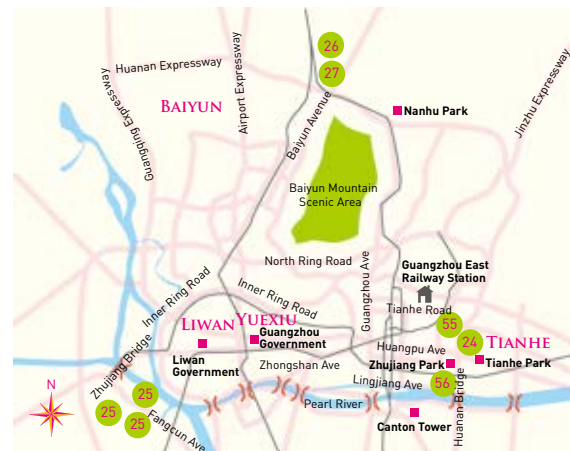 26
27
Huanan Expressway
BAIYUN
Airport Expressway
Guangqing Expressway
Baiyun Avenue
Nanhu Park
Jinzhu Expressway
Baiyun Mountain
Scenic Area
North Ring Road
Guangzhou Ave
Guangzhou East
Railway Station
Tianhe Road
Inner Ring Road
Inner Ring Road
LIWAN
YUEXIU
Guangzhou
Government
55
24
TIANHE
Huangpu Ave
Liwan
Government
Zhongshan Ave
Zhujiang Park
Tianhe Park
Zhujiang Bridge
Lingjiang Ave
56
Huanan Bridge
Pearl River
N
25
25
25
Fangcun Ave
Canton Tower